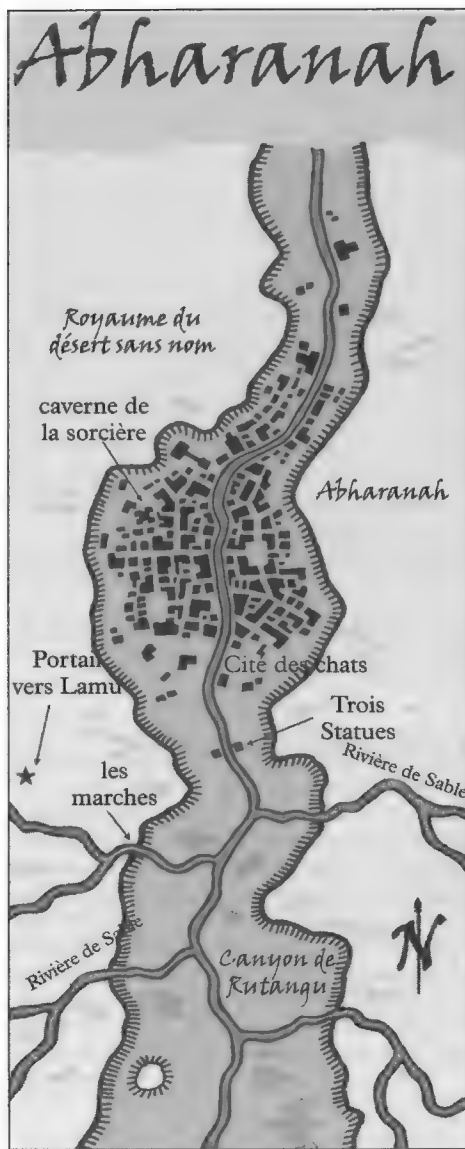 Abharanah
Royaume du
désert sans nom
caverne de
la sorcière
Abharanah
Portail
vers Lamu
Cité des chats
Trois
Statues
Rivière de Sable
les
marches
Rivière de Sable
Canyon de
Rutangu
N